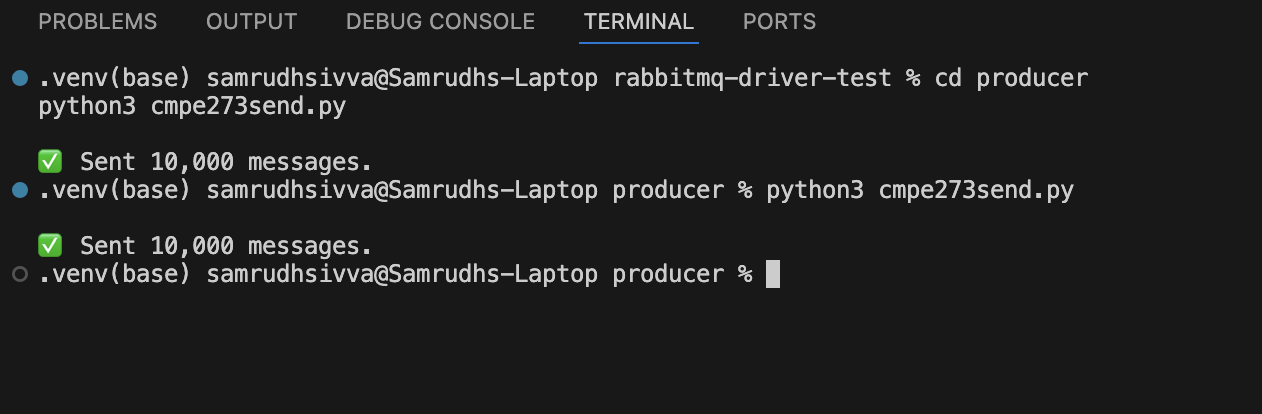 PROBLEMS OUTPUT DEBUG CONSOLE TERMINAL PORTS
.venv(base) samrudhsivva@Samrudhs-Laptop rabbitmq-driver-test % cd producer
python3 cmpe273send.py
✅ Sent 10,000 messages.
.venv(base) samrudhsivva@Samrudhs-Laptop producer % python3 cmpe273send.py
✅ Sent 10,000 messages.
.venv(base) samrudhsivva@Samrudhs-Laptop producer %